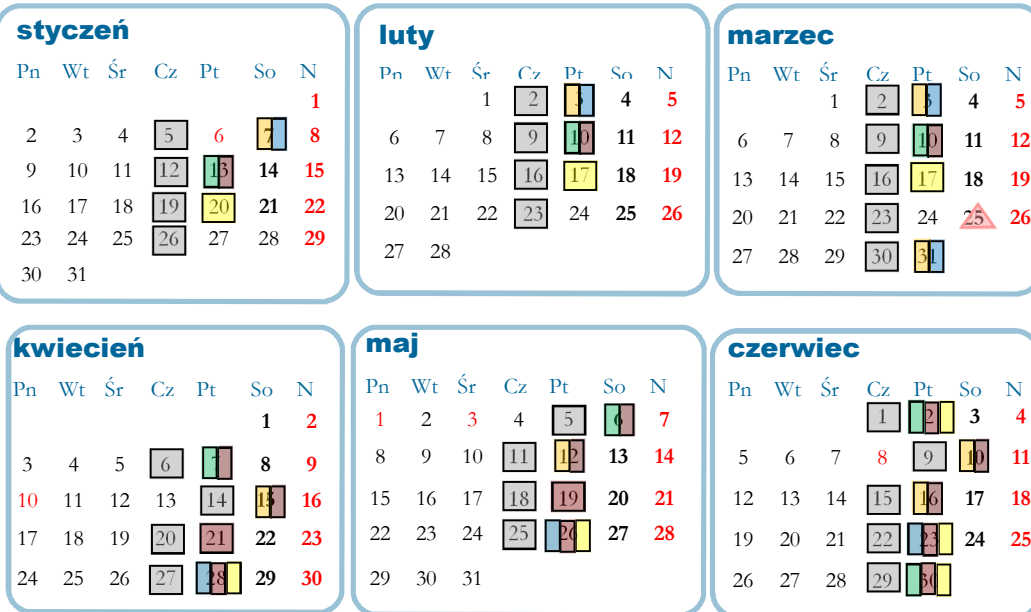 styczeń
Pn Wt Śr Cz Pt So N
1
2 3 4 5 6 7 8
9 10 11 12 13 14 15
16 17 18 19 20 21 22
23 24 25 26 27 28 29
30 31
luty
Pn Wt Śr Cz Pt So N
1 2 3 4 5
6 7 8 9 10 11 12
13 14 15 16 17 18 19
20 21 22 23 24 25 26
27 28
marzec
Pn Wt Śr Cz Pt So N
1 2 3 4 5
6 7 8 9 10 11 12
13 14 15 16 17 18 19
20 21 22 23 24 25 26
27 28 29 30 31
kwiecień
Pn Wt Śr Cz Pt So N
1 2
3 4 5 6 7 8 9
10 11 12 13 14 15 16
17 18 19 20 21 22 23
24 25 26 27 28 29 30
maj
Pn Wt Śr Cz Pt So N
1 2 3 4 5 6 7
8 9 10 11 12 13 14
15 16 17 18 19 20 21
22 23 24 25 26 27 28
29 30 31
czerwiec
Pn Wt Śr Cz Pt So N
1 2 3 4
5 6 7 8 9 10 11
12 13 14 15 16 17 18
19 20 21 22 23 24 25
26 27 28 29 30